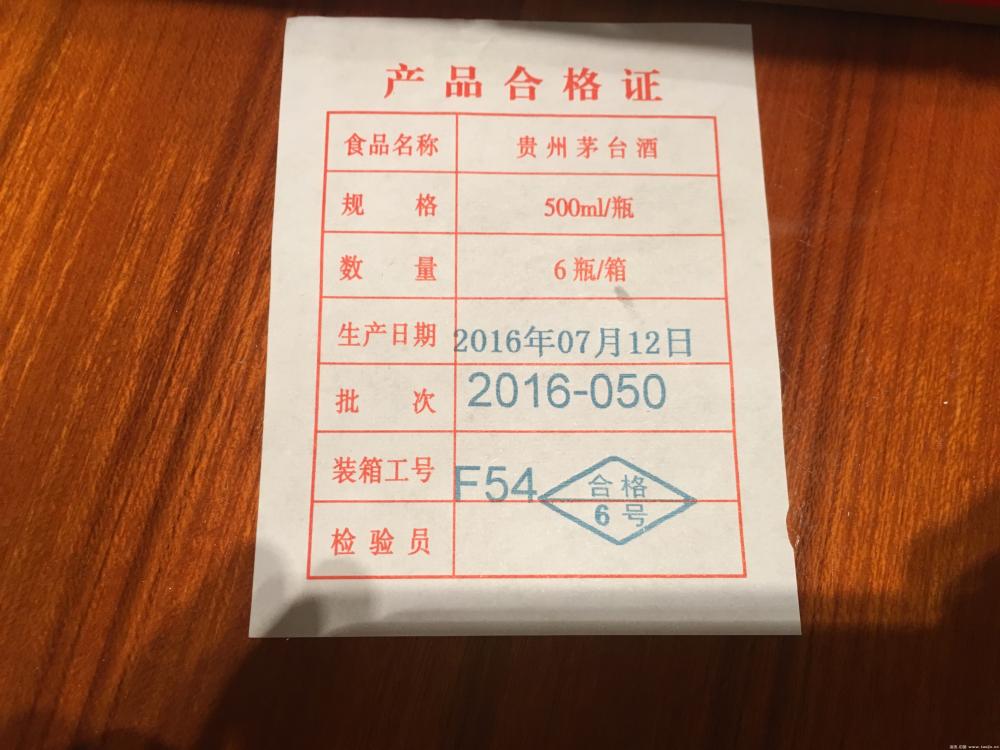 产品合格证
食品名称 贵州茅台酒
规格 500ml/瓶
数量 6瓶/箱
生产日期 2016年07月12日
批次 2016-050
装箱工号 F54
合格
6号
检验员